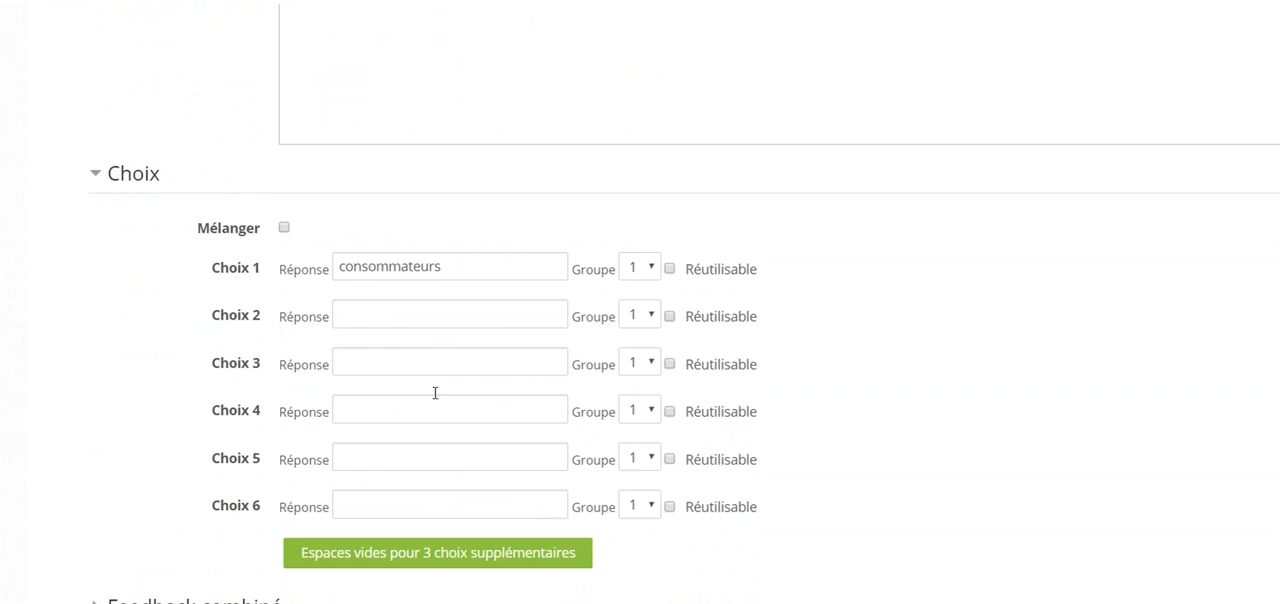 Choix
Mélanger
Choix 1 Réponse consommateurs Groupe 1 Réutilisable
Choix 2 Réponse Groupe 1 Réutilisable
Choix 3 Réponse Groupe 1 Réutilisable
Choix 4 Réponse Groupe 1 Réutilisable
Choix 5 Réponse Groupe 1 Réutilisable
Choix 6 Réponse Groupe 1 Réutilisable
Espaces vides pour 3 choix supplémentaires
Feedback combiné